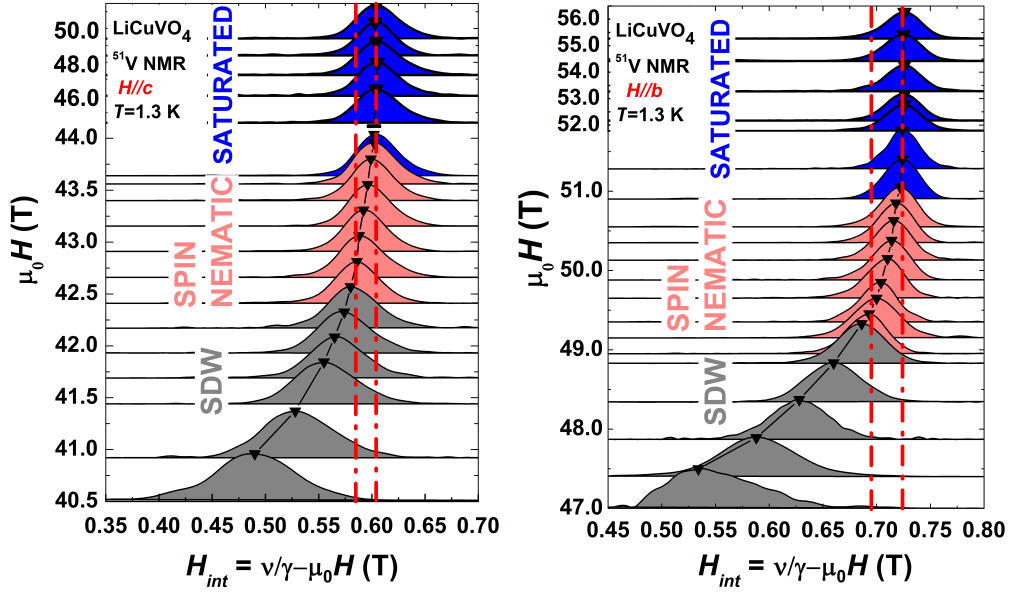 50.0
48.0
46.0
44.0
43.5
43.0
42.5
42.0
41.5
41.0
40.5
μ₀H (T)
LiCuVO₄
⁵¹V NMR
H//c
T=1.3 K
SATURATED
SPIN
NEMATIC
SDW
0.35 0.40 0.45 0.50 0.55 0.60 0.65 0.70
H_int = ν/γ–μ₀H (T)
56.0
55.0
54.0
53.0
52.0
51.0
50.0
49.0
48.0
47.0
μ₀H (T)
LiCuVO₄
⁵¹V NMR
H//b
T=1.3 K
SATURATED
SPIN
NEMATIC
SDW
0.45 0.50 0.55 0.60 0.65 0.70 0.75 0.80
H_int = ν/γ–μ₀H (T)